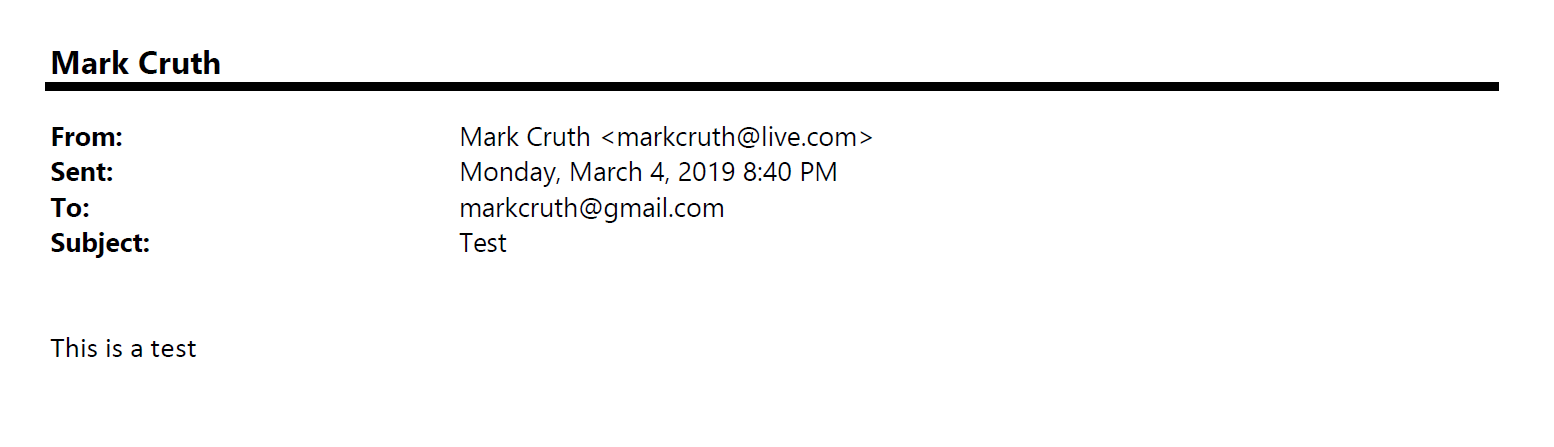 Mark Cruth
From: Mark Cruth <markcruth@live.com>
Sent: Monday, March 4, 2019 8:40 PM
To: markcruth@gmail.com
Subject: Test
This is a test